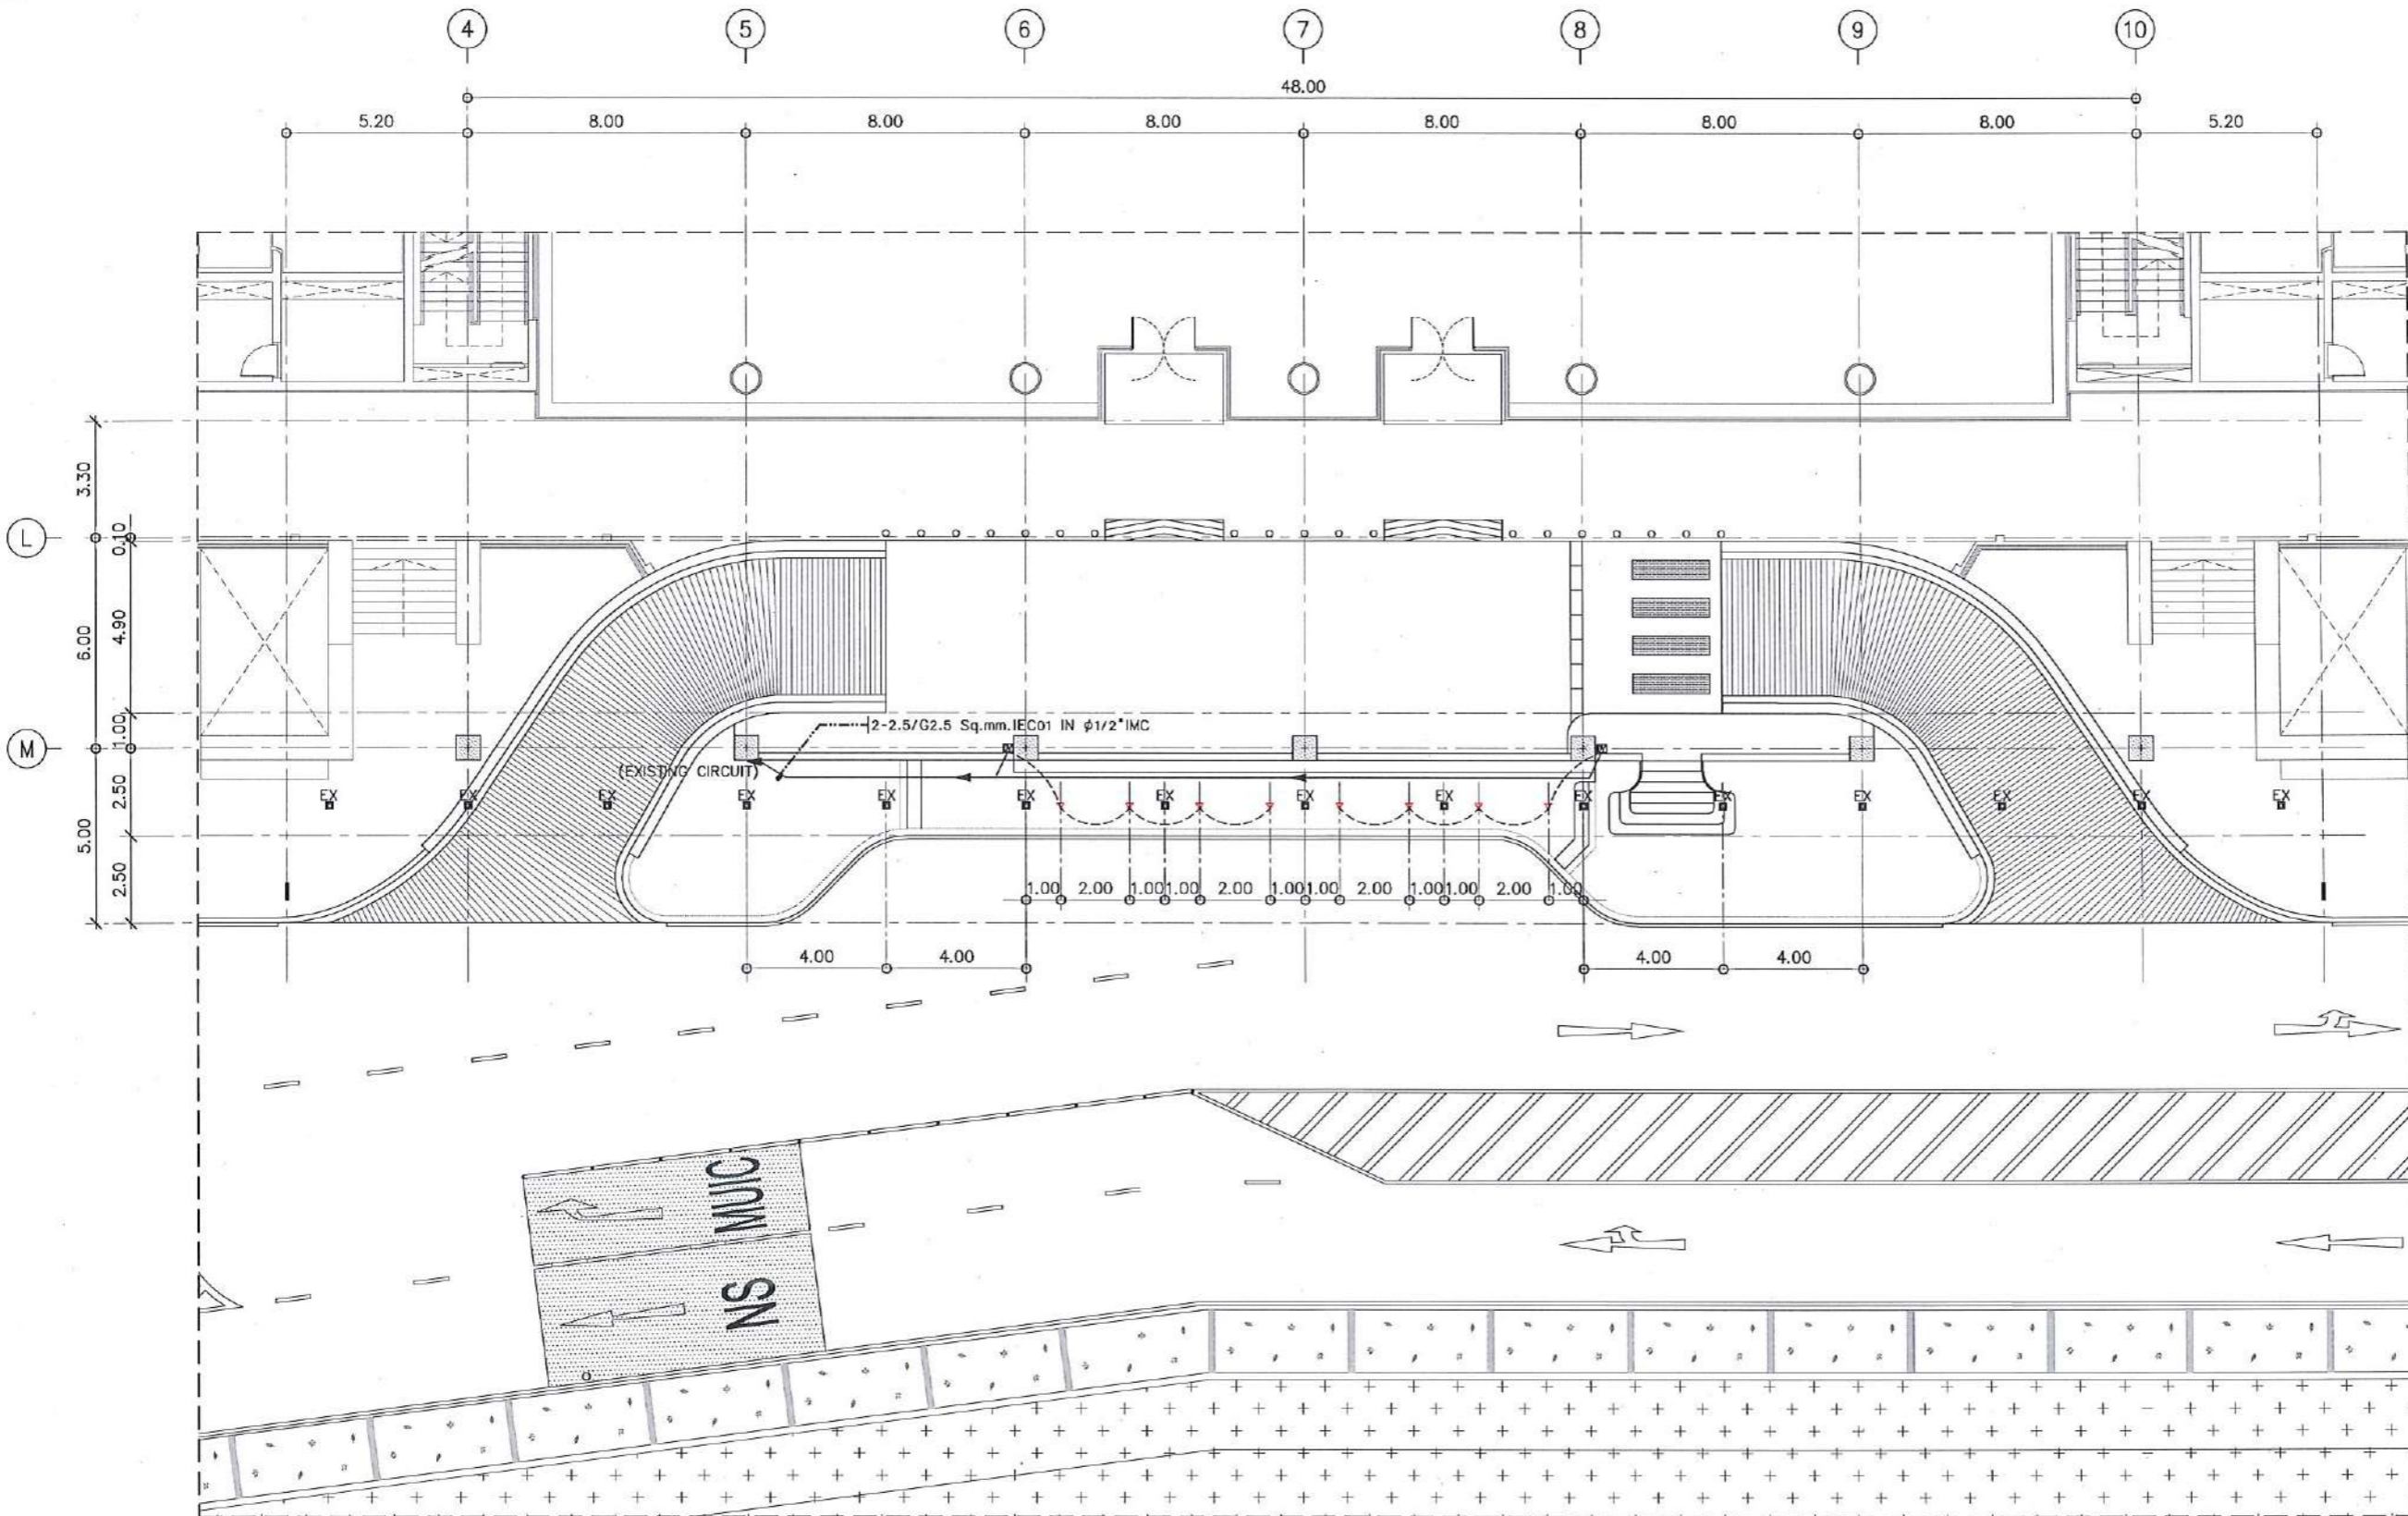 4 5 6 7 8 9 10
48.00
5.20 8.00 8.00 8.00 8.00 8.00 8.00 5.20
3.30
L
0.10
6.00
4.90
1.00
M
2-2.5/G2.5 Sq.mm.IEC01 IN φ1/2"IMC
(EXISTING CIRCUIT)
2.50
EX EX EX EX EX EX EX EX EX EX EX EX EX EX
5.00
2.50
1.00 2.00 1.00 1.00 2.00 1.00 1.00 2.00 1.00 1.00 2.00 1.00
4.00 4.00 4.00 4.00
MUIC
NS